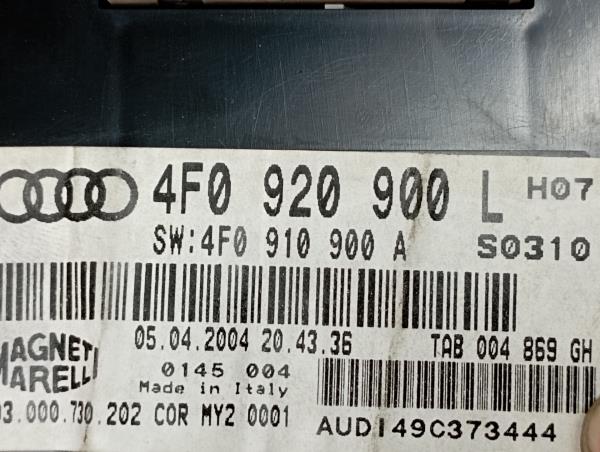 4F0 920 900 L H07
SW:4F0 910 900 A S0310
05.04.2004 20.43.36 TAB 004 869 GH
MAGNETI
MARELLI
0145 004
Made in Italy
03.000.730.202 COR MY2 0001
AUDI49C373444